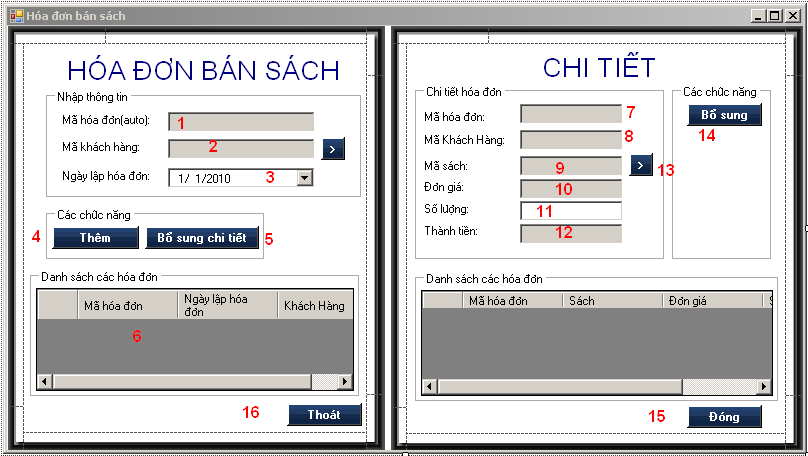 Hóa đơn bán sách
HÓA ĐƠN BÁN SÁCH
Nhập thông tin
Mã hóa đơn(auto): 1
Mã khách hàng: 2 >
Ngày lập hóa đơn: 1/ 1/2010 3
Các chức năng
4 Thêm Bổ sung chi tiết 5
Danh sách các hóa đơn
Mã hóa đơn Ngày lập hóa đơn Khách Hàng
6
16 Thoát
CHI TIẾT
Chi tiết hóa đơn
Mã hóa đơn: 7
Mã Khách Hàng: 8
Mã sách: 9 > 13
Đơn giá: 10
Số lượng: 11
Thành tiền: 12
Các chức năng
Bổ sung
14
Danh sách các hóa đơn
Mã hóa đơn Sách Đơn giá
15 Đóng